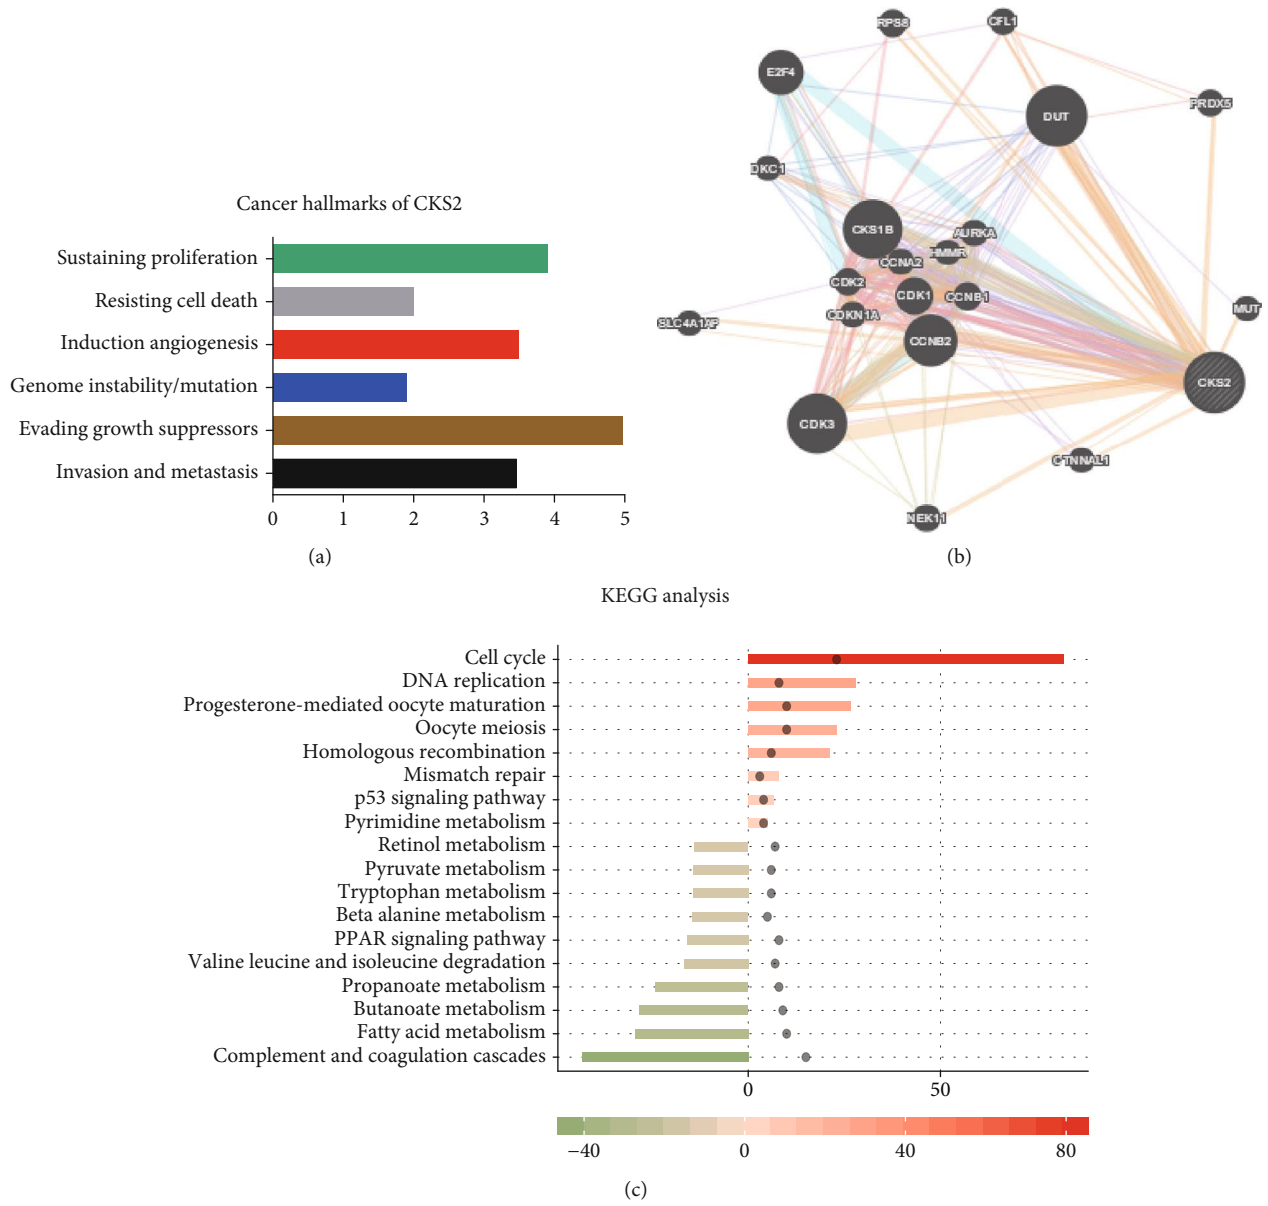 Cancer hallmarks of CKS2
Sustaining proliferation
Resisting cell death
Induction angiogenesis
Genome instability/mutation
Evading growth suppressors
Invasion and metastasis
0 1 2 3 4 5
(a)
RPS8
CFL1
E2F4
PRDX5
DUT
DKC1
CKS1B
AURKA
HMMR
CCNA2
CDK2
CDK1
CCNB1
MUT
CDKN1A
SLC4A1AP
CCNB2
CKS2
CDK3
CTNNAL1
NEK11
(b)
KEGG analysis
Cell cycle
DNA replication
Progesterone-mediated oocyte maturation
Oocyte meiosis
Homologous recombination
Mismatch repair
p53 signaling pathway
Pyrimidine metabolism
Retinol metabolism
Pyruvate metabolism
Tryptophan metabolism
Beta alanine metabolism
PPAR signaling pathway
Valine leucine and isoleucine degradation
Propanoate metabolism
Butanoate metabolism
Fatty acid metabolism
Complement and coagulation cascades
0 50
−40 0 40 80
(c)